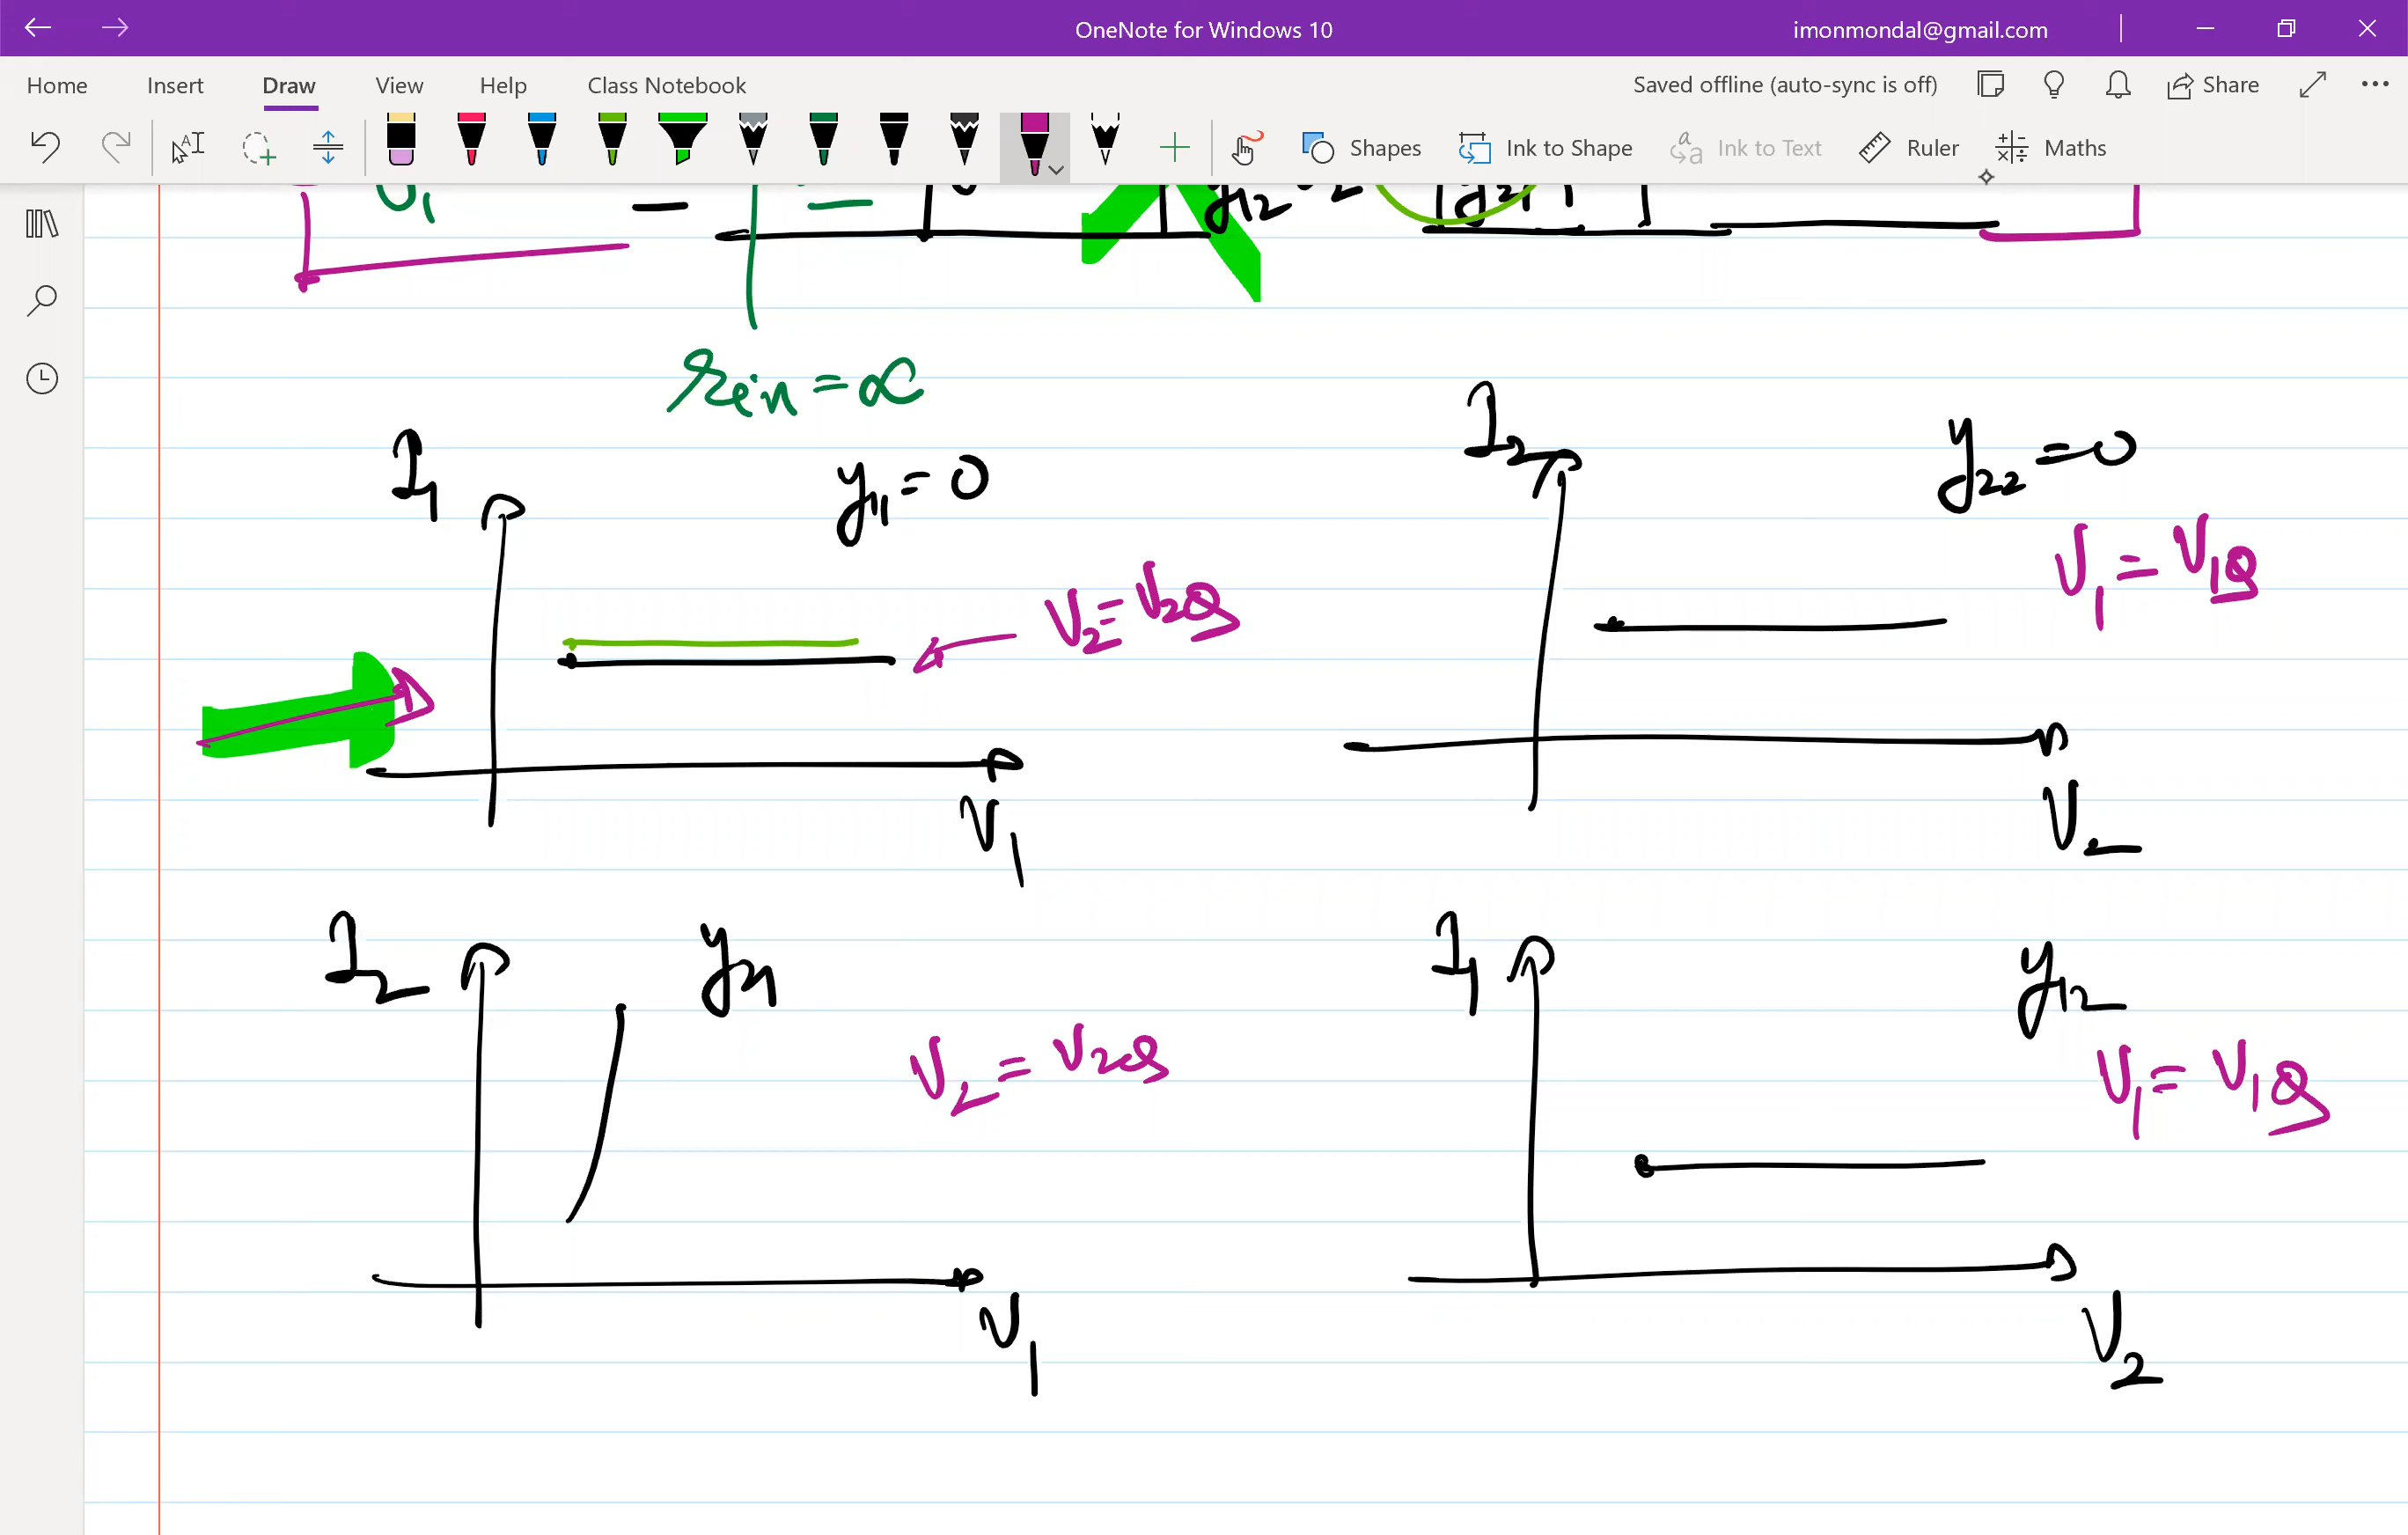 OneNote for Windows 10
imonmondal@gmail.com
Home Insert Draw View Help Class Notebook
Saved offline (auto-sync is off)
Share
Shapes
Ink to Shape
Ink to Text
Ruler
Maths
rin = ∝
I1
y11 = 0
V2 = V2Q
V1
I2
y22 = 0
V1 = V1Q
V2
I2
y21
V2 = V2Q
V1
I1
y12
V1 = V1Q
V2